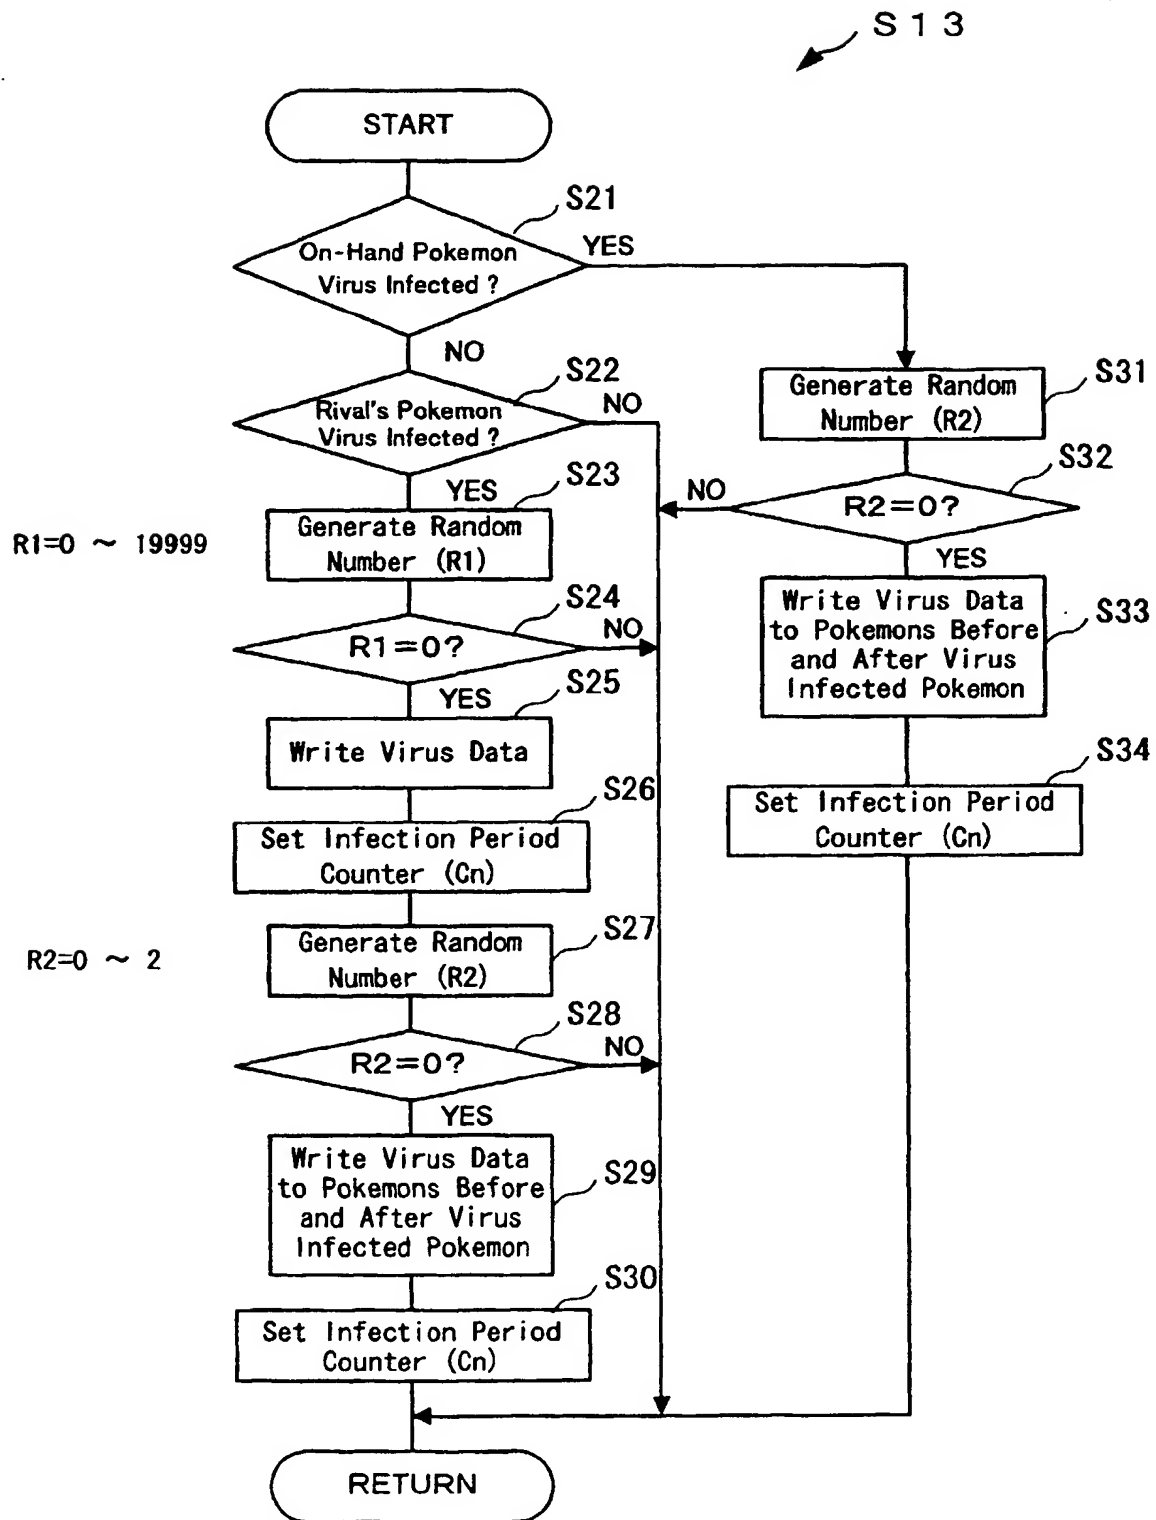 S13
START
S21
On-Hand Pokemon
Virus Infected ?
YES
NO
S22
Rival's Pokemon
Virus Infected ?
NO
YES
S23
R1=0 ~ 19999
Generate Random
Number (R1)
S24
R1=0?
NO
YES
S25
Write Virus Data
S26
Set Infection Period
Counter (Cn)
S27
R2=0 ~ 2
Generate Random
Number (R2)
S28
R2=0?
NO
YES
S29
Write Virus Data
to Pokemons Before
and After Virus
Infected Pokemon
S30
Set Infection Period
Counter (Cn)
S31
Generate Random
Number (R2)
S32
R2=0?
NO
YES
S33
Write Virus Data
to Pokemons Before
and After Virus
Infected Pokemon
S34
Set Infection Period
Counter (Cn)
RETURN